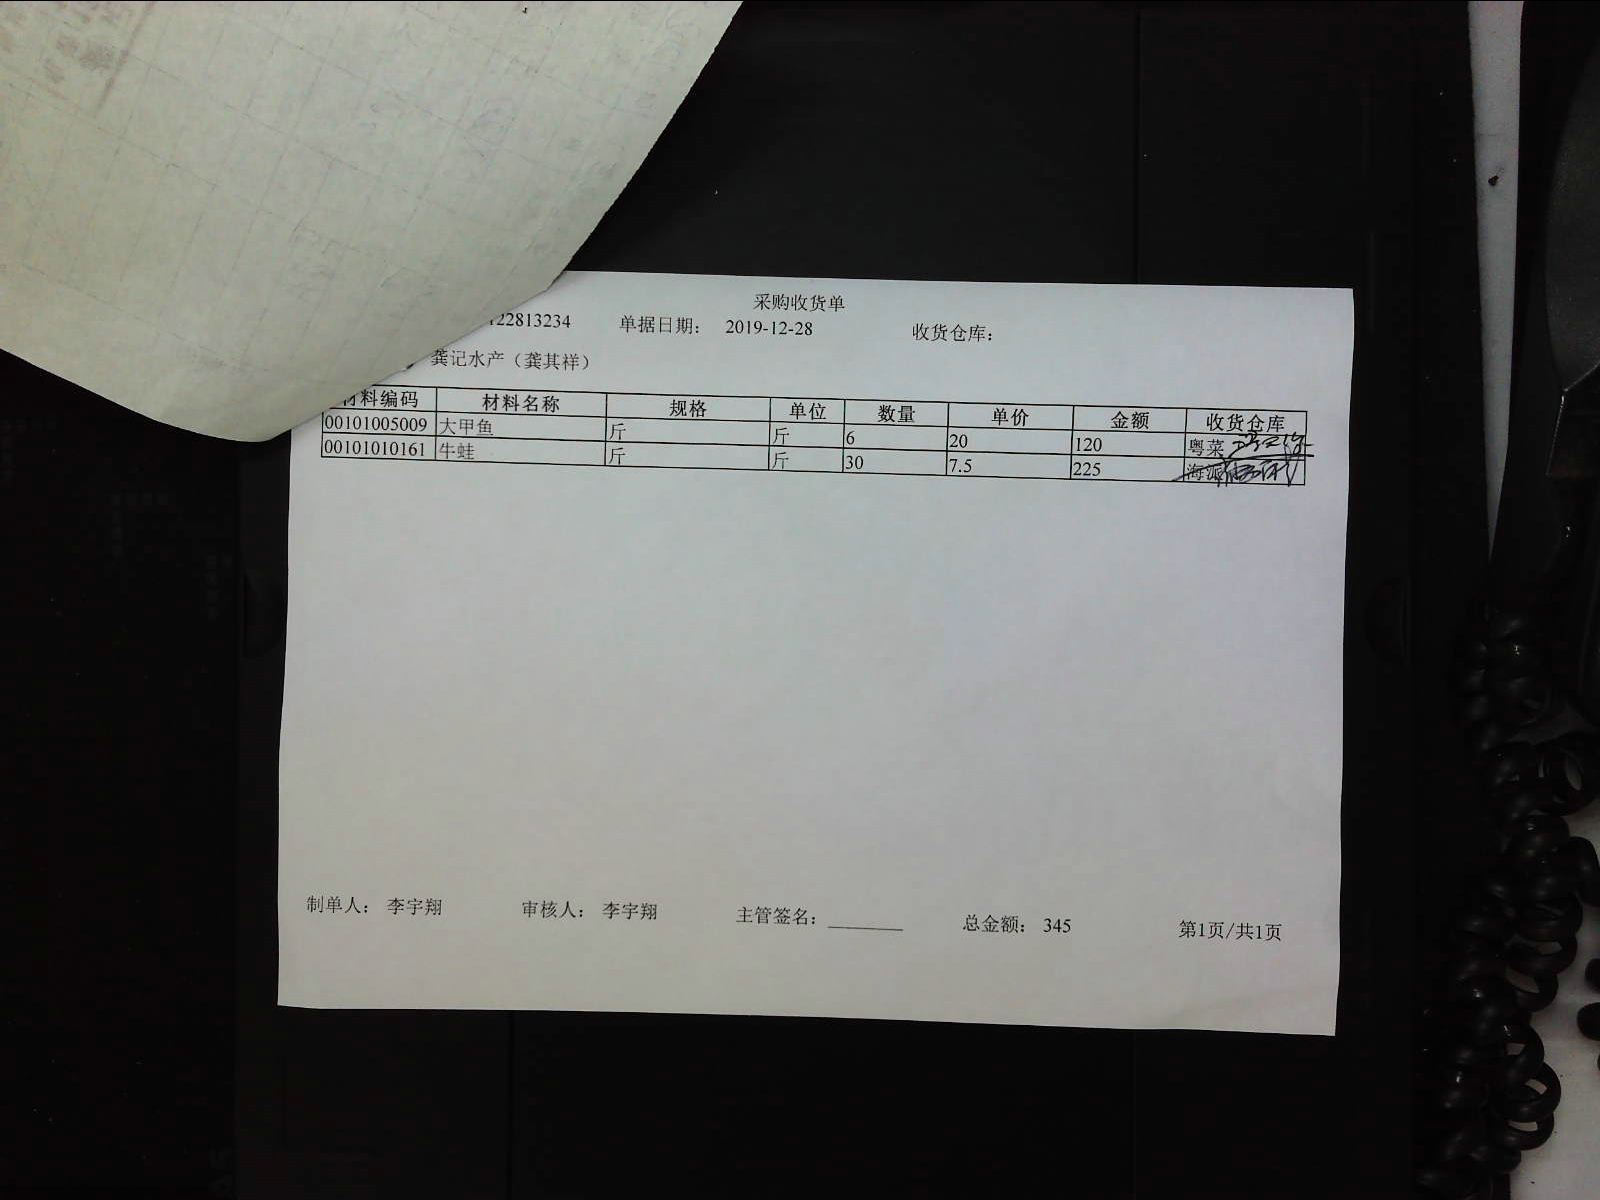 采购收货单
122813234 单据日期： 2019-12-28 收货仓库：
龚记水产（龚其祥）
材料编码 材料名称 规格 单位 数量 单价 金额 收货仓库
00101005009 大甲鱼 斤 斤 6 20 120 粤菜
00101010161 牛蛙 斤 斤 30 7.5 225 海派
制单人： 李宇翔 审核人： 李宇翔 主管签名： 总金额： 345 第1页/共1页